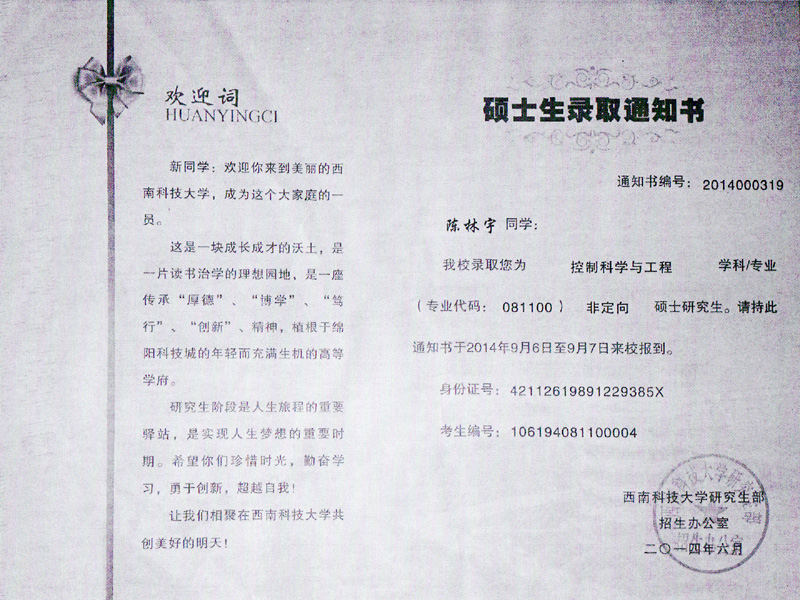 欢迎词
HUANYINGCI
新同学：欢迎你来到美丽的西
南科技大学，成为这个大家庭的一
员。
这是一块成长成才的沃土，是
一片读书治学的理想园地，是一座
传承“厚德”、“博学”、“笃
行”、“创新”、精神，植根于绵
阳科技城的年轻而充满生机的高等
学府。
研究生阶段是人生旅程的重要
驿站，是实现人生梦想的重要时
期。希望你们珍惜时光，勤奋学
习，勇于创新，超越自我！
让我们相聚在西南科技大学共
创美好的明天！
硕士生录取通知书
通知书编号： 2014000319
陈林宇 同学：
我校录取您为 控制科学与工程 学科/专业
（专业代码： 081100 ） 非定向 硕士研究生。请持此
通知书于2014年9月6日至9月7日来校报到。
身份证号： 42112619891229385X
考生编号： 106194081100004
西南科技大学研究生部
招生办公室
二〇一四年六月